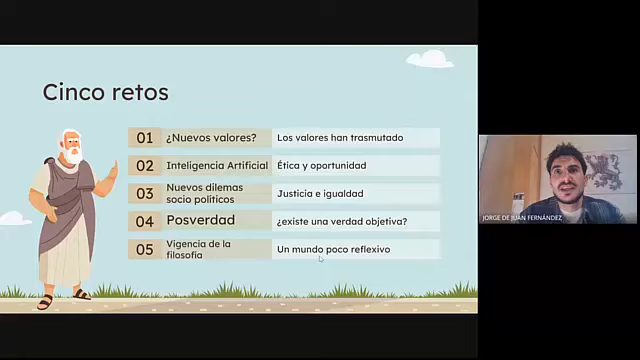 Cinco retos
01 ¿Nuevos valores? Los valores han trasmutado
02 Inteligencia Artificial Ética y oportunidad
03 Nuevos dilemas
socio políticos Justicia e igualdad
04 Posverdad ¿existe una verdad objetiva?
05 Vigencia de la
filosofía Un mundo poco reflexivo
JORGE DE JUAN FERNÁNDEZ